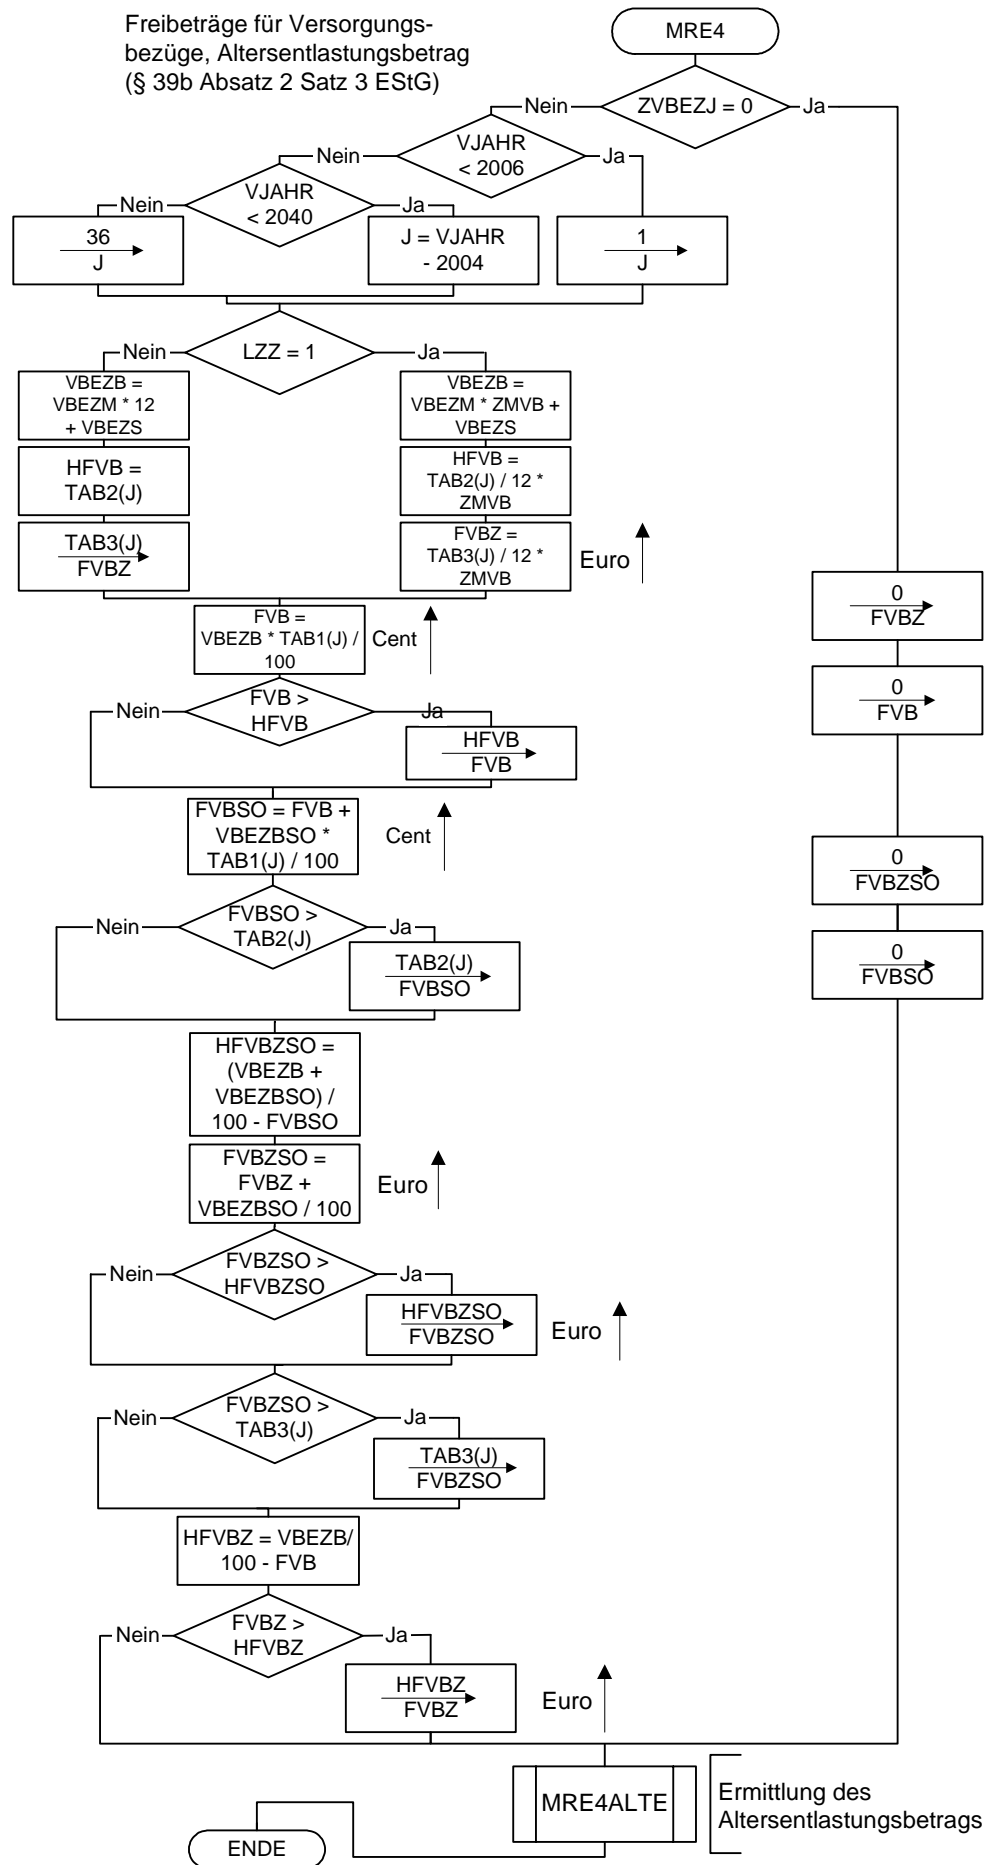 Freibeträge für Versorgungs-
bezüge, Altersentlastungsbetrag
(§ 39b Absatz 2 Satz 3 EStG)
MRE4
ZVBEZJ = 0
Nein
Ja
VJAHR
< 2006
Nein
Ja
VJAHR
< 2040
Nein
Ja
36
J
J = VJAHR
- 2004
1
J
LZZ = 1
Nein
Ja
VBEZB =
VBEZM * 12
+ VBEZS
VBEZB =
VBEZM * ZMVB +
VBEZS
HFVB =
TAB2(J)
HFVB =
TAB2(J) / 12 *
ZMVB
TAB3(J)
FVBZ
FVBZ =
TAB3(J) / 12 *
ZMVB
Euro
0
FVBZ
FVB =
VBEZB * TAB1(J) /
100
Cent
0
FVB
FVB >
HFVB
Nein
Ja
HFVB
FVB
FVBSO = FVB +
VBEZBSO *
TAB1(J) / 100
Cent
0
FVBZSO
FVBSO >
TAB2(J)
Nein
Ja
TAB2(J)
FVBSO
0
FVBSO
HFVBZSO =
(VBEZB +
VBEZBSO) /
100 - FVBSO
FVBZSO =
FVBZ +
VBEZBSO / 100
Euro
FVBZSO >
HFVBZSO
Nein
Ja
HFVBZSO
FVBZSO
Euro
FVBZSO >
TAB3(J)
Nein
Ja
TAB3(J)
FVBZSO
HFVBZ = VBEZB/
100 - FVB
FVBZ >
HFVBZ
Nein
Ja
HFVBZ
FVBZ
Euro
MRE4ALTE
Ermittlung des
Altersentlastungsbetrags
ENDE